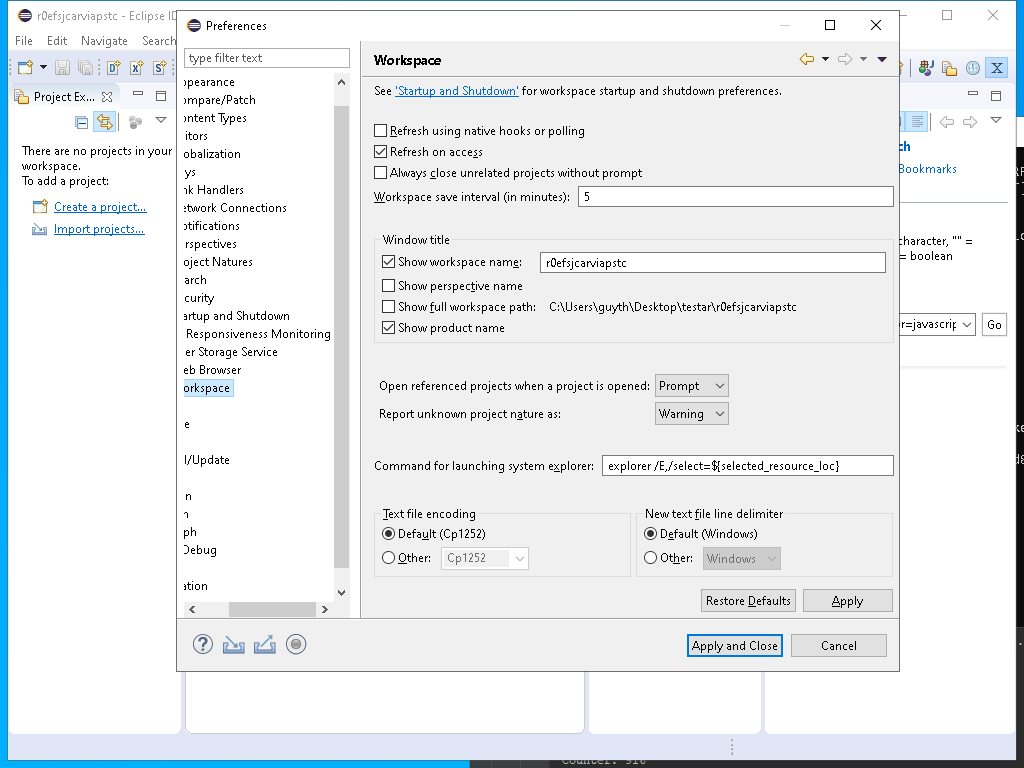 r0efsjcarviapstc - Eclipse ID
File Edit Navigate Search
Project Ex...
There are no projects in your
workspace.
To add a project:
Create a project...
Import projects...
Preferences
type filter text
ppearance
ompare/Patch
ontent Types
itors
obalization
ys
nk Handlers
etwork Connections
otifications
rspectives
oject Natures
arch
curity
artup and Shutdown
Responsiveness Monitoring
er Storage Service
eb Browser
orkspace
e
l/Update
n
ph
Debug
ation
Workspace
See 'Startup and Shutdown' for workspace startup and shutdown preferences.
Refresh using native hooks or polling
Refresh on access
Always close unrelated projects without prompt
Workspace save interval (in minutes): 5
Window title
Show workspace name: r0efsjcarviapstc
Show perspective name
Show full workspace path: C:\Users\guyth\Desktop\testar\r0efsjcarviapstc
Show product name
Open referenced projects when a project is opened: Prompt
Report unknown project nature as: Warning
Command for launching system explorer: explorer /E,/select=${selected_resource_loc}
Text file encoding
Default (Cp1252)
Other: Cp1252
New text file line delimiter
Default (Windows)
Other: Windows
Restore Defaults
Apply
Apply and Close
Cancel
ch
Bookmarks
character, "" =
= boolean
or=javascrip
Go
Counter: 910